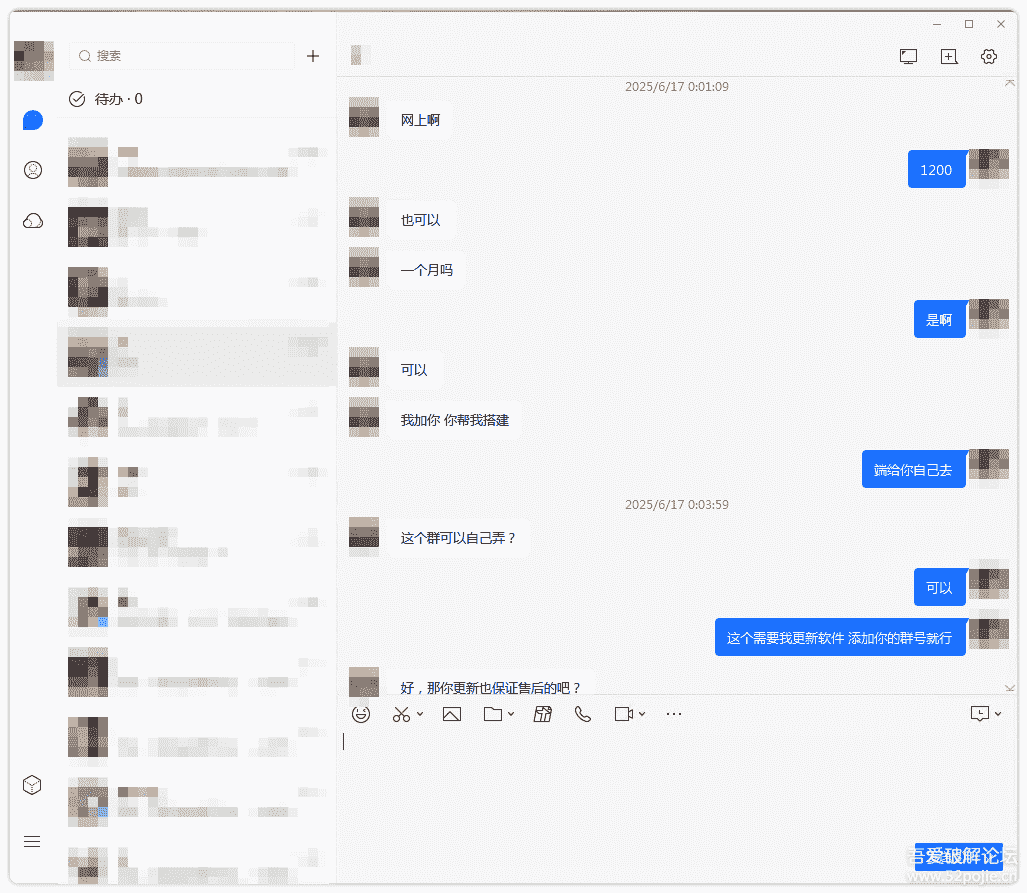 搜索
待办 · 0
2025/6/17 0:01:09
网上啊
1200
也可以
一个月吗
是啊
可以
我加你 你帮我搭建
端给你自己去
2025/6/17 0:03:59
这个群可以自己弄？
可以
这个需要我更新软件 添加你的群号就行
好，那你更新也保证售后的吧？
吾爱破解论坛
www.52pojie.cn